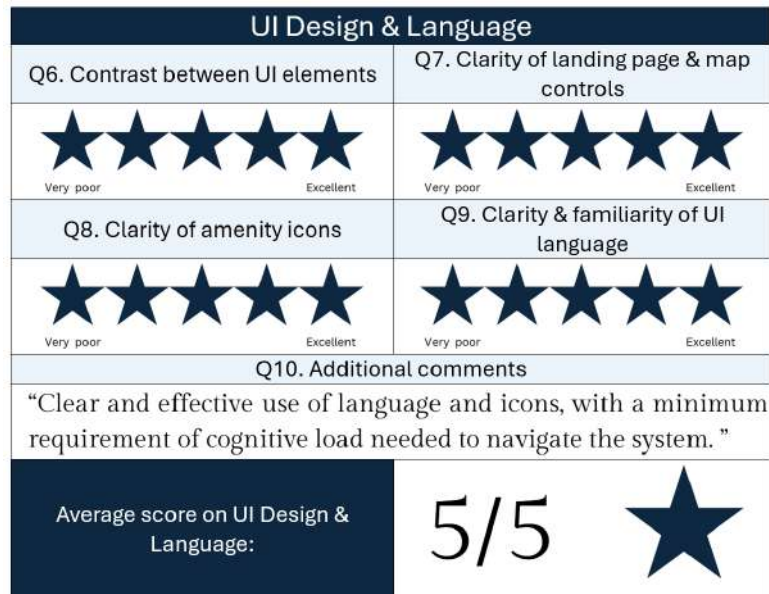 UI Design & Language
Q6. Contrast between UI elements
Q7. Clarity of landing page & map
controls
Very poor
Excellent
Very poor
Excellent
Q8. Clarity of amenity icons
Q9. Clarity & familiarity of UI
language
Very poor
Excellent
Very poor
Excellent
Q10. Additional comments
“Clear and effective use of language and icons, with a minimum
requirement of cognitive load needed to navigate the system. ”
Average score on UI Design &
Language:
5/5